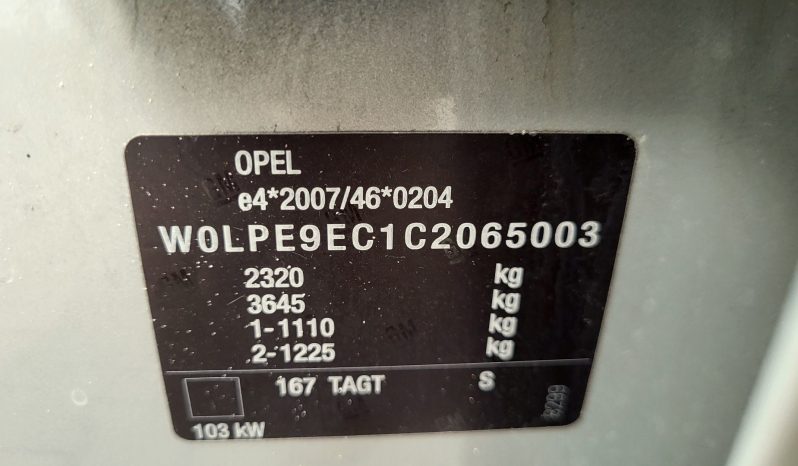 OPEL
e4*2007/46*0204
W0LPE9EC1C2065003
2320 kg
3645 kg
1-1110 kg
2-1225 kg
167 TAGT S
103 kW